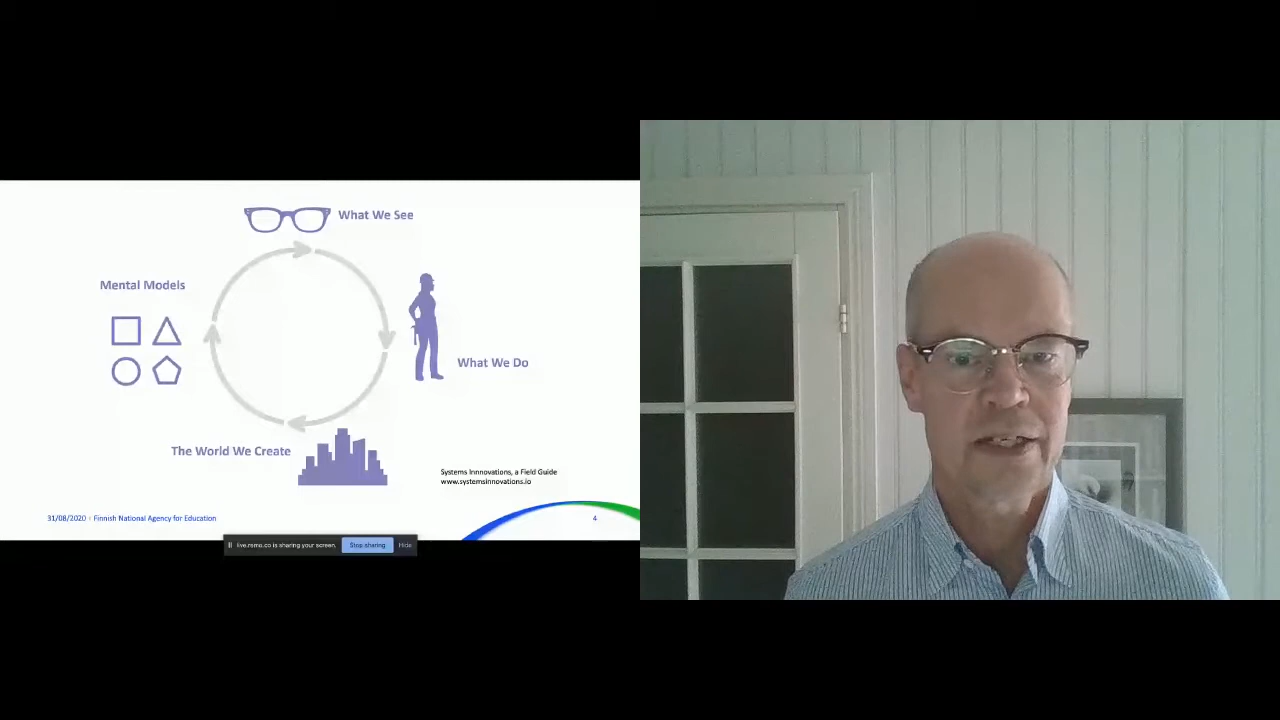 What We See
Mental Models
What We Do
The World We Create
Systems Innnovations, a Field Guide
www.systemsinnovations.io
31/08/2020 Finnish National Agency for Education
4
live.remo.co is sharing your screen. Stop sharing Hide